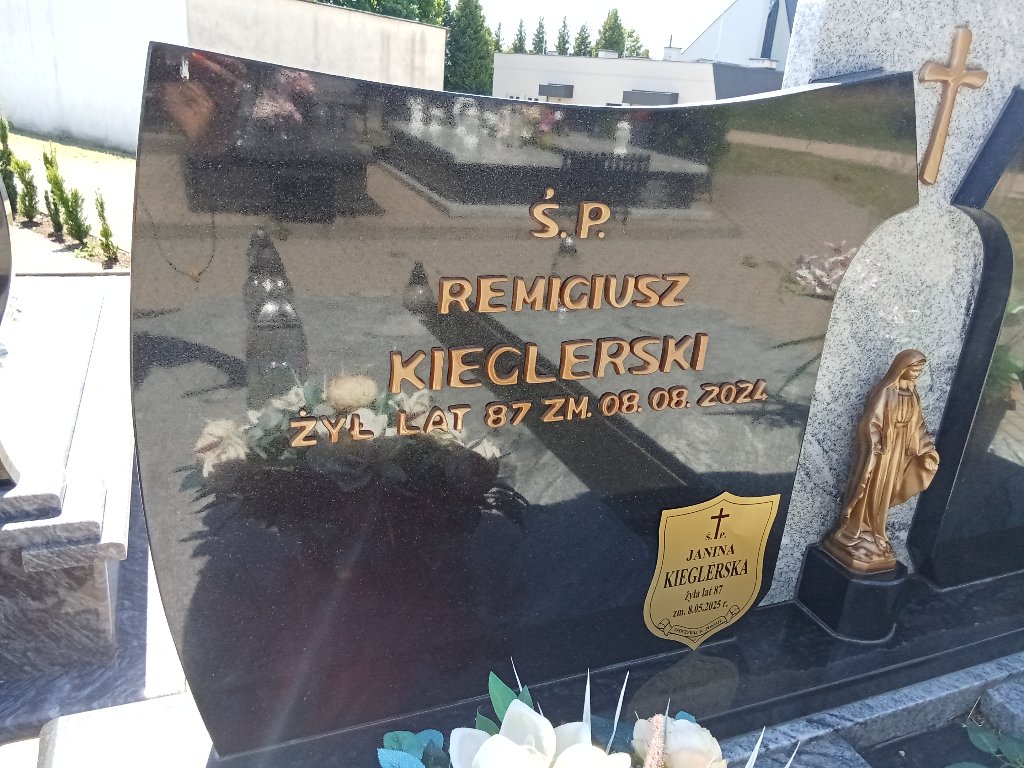 Ś. P.
REMIGIUSZ
KIEGLERSKI
ŻYŁ LAT 87 ZM. 08. 08. 2024
Ś. P.
JANINA
KIEGLERSKA
żyła lat 87
zm. 8.05.2025 r.